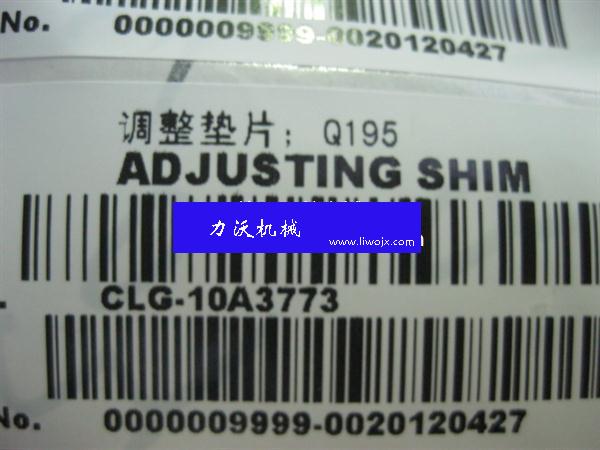 No. 0000009999-0020120427
调整垫片；Q195
ADJUSTING SHIM
力沃机械
www.liwojx.com
CLG-10A3773
No. 0000009999-0020120427